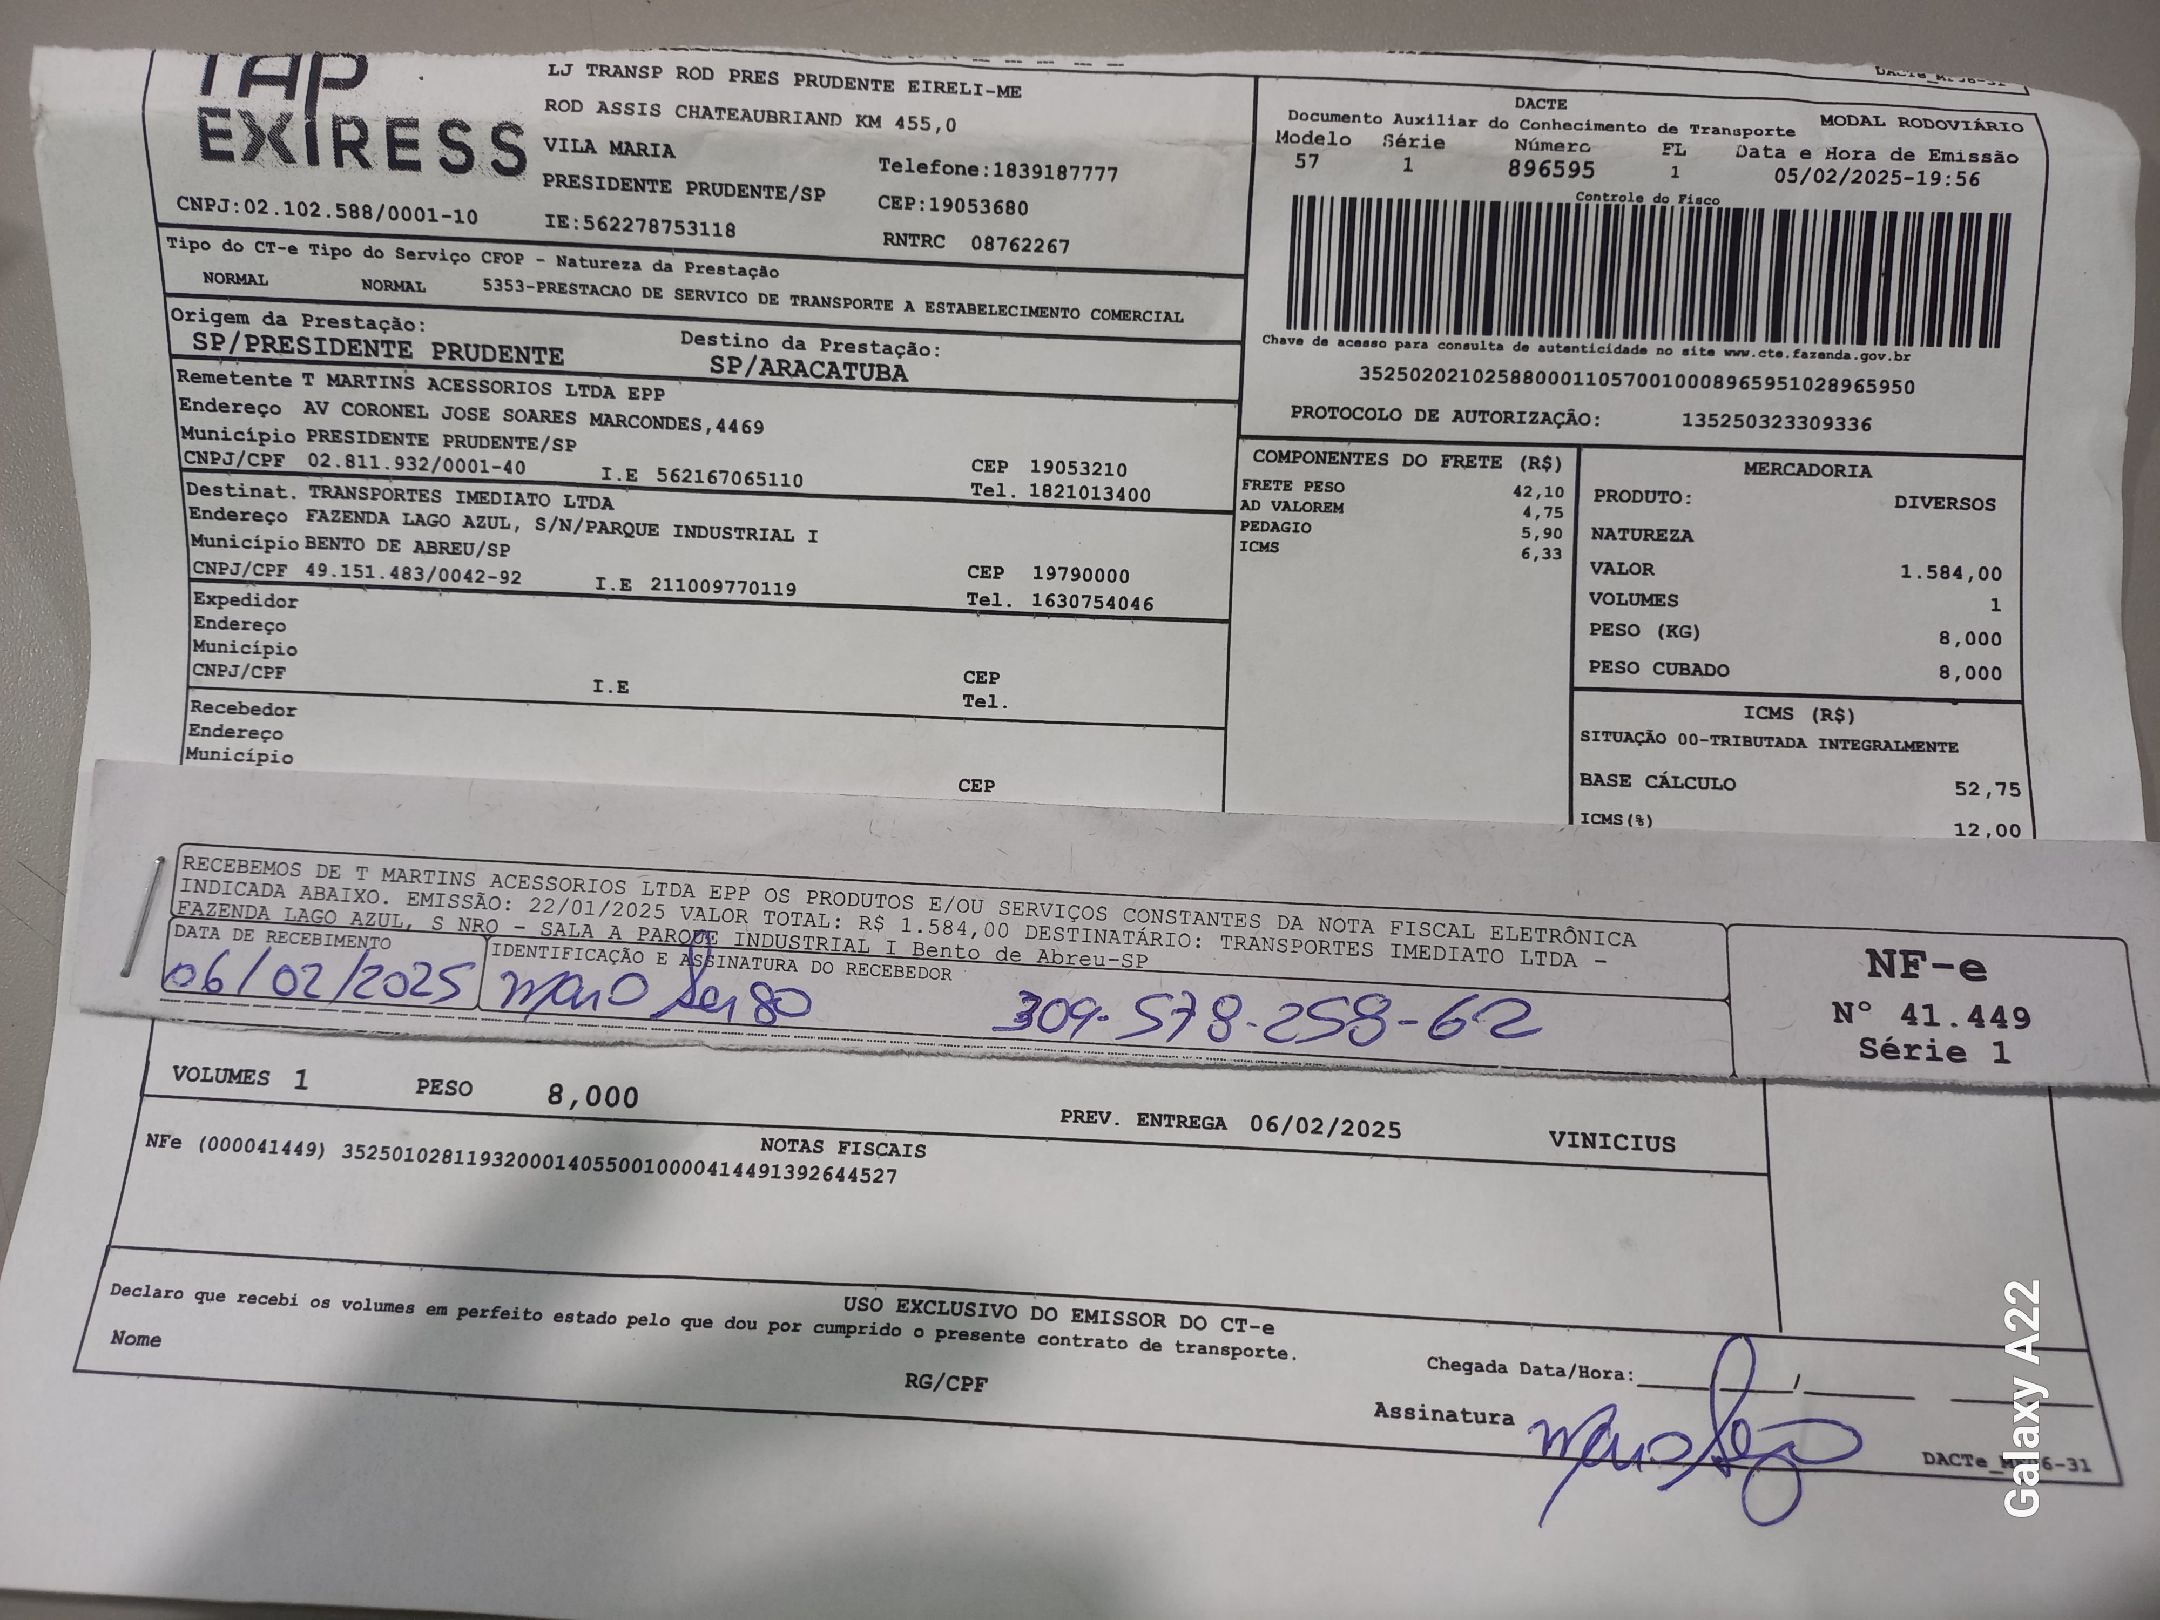 TAP
EXPRESS
LJ TRANSP ROD PRES PRUDENTE EIRELI-ME
ROD ASSIS CHATEAUBRIAND KM 455,0
VILA MARIA
Telefone:1839187777
PRESIDENTE PRUDENTE/SP
CEP:19053680
CNPJ:02.102.588/0001-10
IE:562278753118
RNTRC 08762267
Tipo do CT-e Tipo do Serviço CFOP - Natureza da Prestação
NORMAL NORMAL 5353-PRESTACAO DE SERVICO DE TRANSPORTE A ESTABELECIMENTO COMERCIAL
Origem da Prestação:
SP/PRESIDENTE PRUDENTE
Destino da Prestação:
SP/ARACATUBA
Remetente T MARTINS ACESSORIOS LTDA EPP
Endereço AV CORONEL JOSE SOARES MARCONDES,4469
Município PRESIDENTE PRUDENTE/SP
CEP 19053210
CNPJ/CPF 02.811.932/0001-40 I.E 562167065110 Tel. 1821013400
Destinat. TRANSPORTES IMEDIATO LTDA
Endereço FAZENDA LAGO AZUL, S/N/PARQUE INDUSTRIAL I
Município BENTO DE ABREU/SP
CEP 19790000
CNPJ/CPF 49.151.483/0042-92 I.E 211009770119 Tel. 1630754046
Expedidor
Endereço
Município
CEP
CNPJ/CPF I.E Tel.
Recebedor
Endereço
Município
CEP
DACTE
Documento Auxiliar do Conhecimento de Transporte
MODAL RODOVIÁRIO
Modelo Série Número FL Data e Hora de Emissão
57 1 896595 1 05/02/2025-19:56
Controle do Fisco
Chave de acesso para consulta de autenticidade no site www.cte.fazenda.gov.br
35250202102588000110570010008965951028965950
PROTOCOLO DE AUTORIZAÇÃO: 135250323309336
COMPONENTES DO FRETE (R$)
FRETE PESO 42,10
AD VALOREM 4,75
PEDAGIO 5,90
ICMS 6,33
MERCADORIA
PRODUTO: DIVERSOS
NATUREZA
VALOR 1.584,00
VOLUMES 1
PESO (KG) 8,000
PESO CUBADO 8,000
ICMS (R$)
SITUAÇÃO 00-TRIBUTADA INTEGRALMENTE
BASE CÁLCULO 52,75
ICMS(%) 12,00
RECEBEMOS DE T MARTINS ACESSORIOS LTDA EPP OS PRODUTOS E/OU SERVIÇOS CONSTANTES DA NOTA FISCAL ELETRÔNICA
INDICADA ABAIXO. EMISSÃO: 22/01/2025 VALOR TOTAL: R$ 1.584,00 DESTINATÁRIO: TRANSPORTES IMEDIATO LTDA -
FAZENDA LAGO AZUL, S NRO - SALA A PARQUE INDUSTRIAL I Bento de Abreu-SP
DATA DE RECEBIMENTO
IDENTIFICAÇÃO E ASSINATURA DO RECEBEDOR
06/02/2025
309-578-258-62
NF-e
Nº 41.449
Série 1
VOLUMES 1 PESO 8,000 PREV. ENTREGA 06/02/2025 VINICIUS
NOTAS FISCAIS
NFe (000041449) 35250102811932000140550010000414491392644527
USO EXCLUSIVO DO EMISSOR DO CT-e
Declaro que recebi os volumes em perfeito estado pelo que dou por cumprido o presente contrato de transporte.
Nome
RG/CPF
Chegada Data/Hora:
Assinatura
Galaxy A22